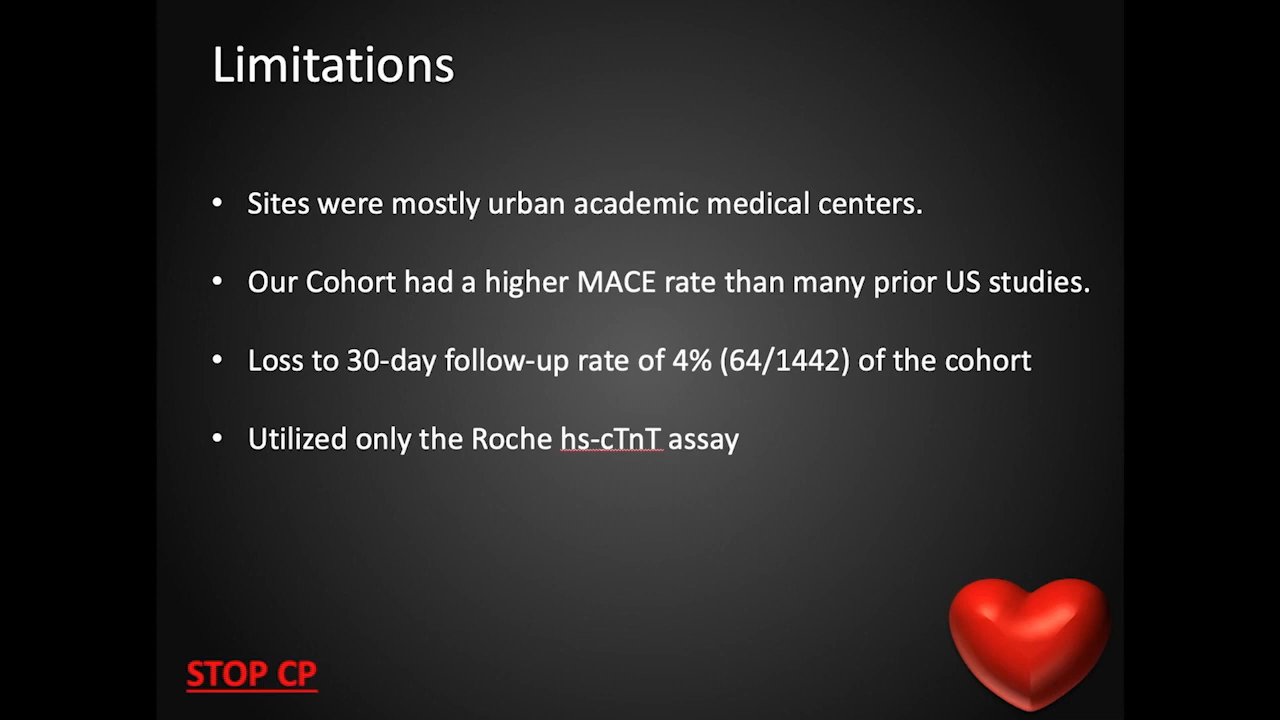 Limitations
• Sites were mostly urban academic medical centers.
• Our Cohort had a higher MACE rate than many prior US studies.
• Loss to 30-day follow-up rate of 4% (64/1442) of the cohort
• Utilized only the Roche hs-cTnT assay
STOP CP